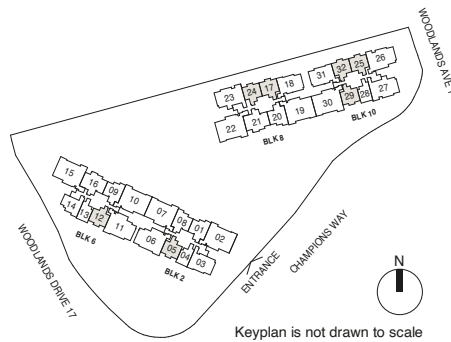 WOODLANDS AVE
23 24 17 18 31 32 25 26
22 21 20 19 30 29 28 27
BLK 8
BLK 10
15 16 09 10 07 08 01 02
14 13 12 11 06 05 04 03
BLK 6
BLK 2
WOODLANDS DRIVE 17
ENTRANCE
CHAMPIONS WAY
N
Keyplan is not drawn to scale